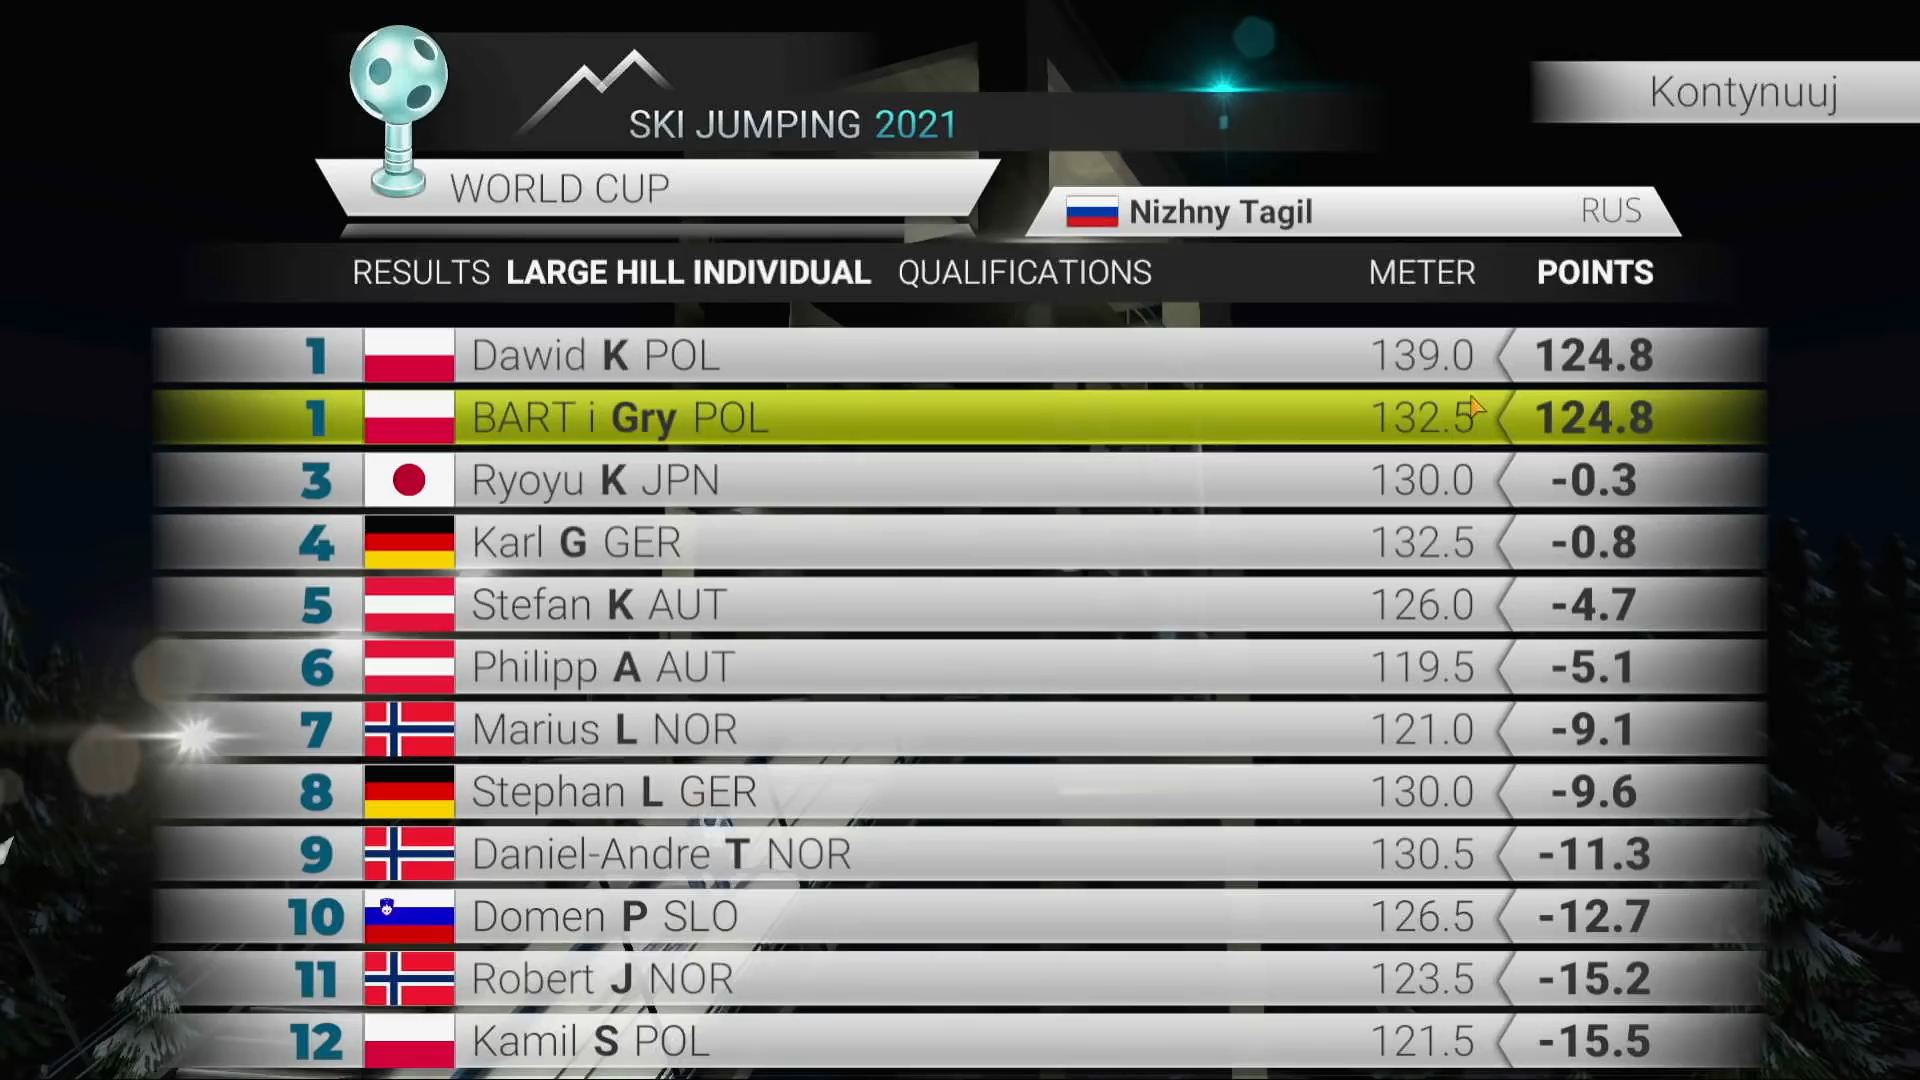 SKI JUMPING 2021
Kontynuuj
WORLD CUP
Nizhny Tagil RUS
RESULTS LARGE HILL INDIVIDUAL QUALIFICATIONS METER POINTS
1 Dawid K POL 139.0 124.8
1 BART i Gry POL 132.5 124.8
3 Ryoyu K JPN 130.0 -0.3
4 Karl G GER 132.5 -0.8
5 Stefan K AUT 126.0 -4.7
6 Philipp A AUT 119.5 -5.1
7 Marius L NOR 121.0 -9.1
8 Stephan L GER 130.0 -9.6
9 Daniel-Andre T NOR 130.5 -11.3
10 Domen P SLO 126.5 -12.7
11 Robert J NOR 123.5 -15.2
12 Kamil S POL 121.5 -15.5